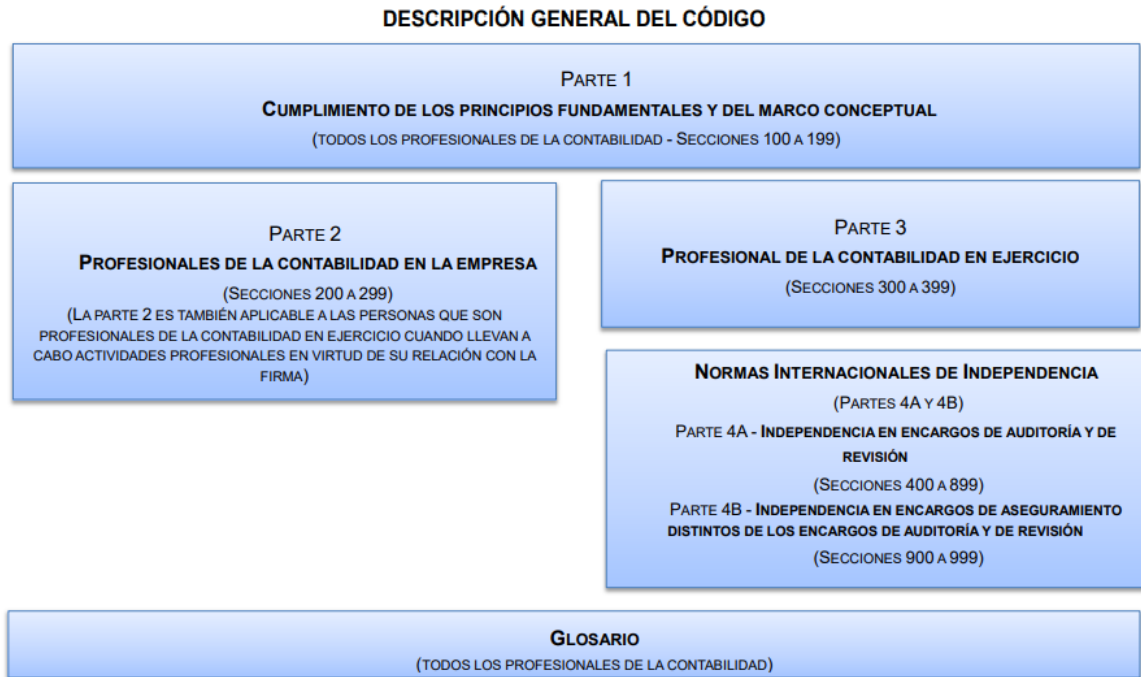 DESCRIPCIÓN GENERAL DEL CÓDIGO
PARTE 1
CUMPLIMIENTO DE LOS PRINCIPIOS FUNDAMENTALES Y DEL MARCO CONCEPTUAL
(TODOS LOS PROFESIONALES DE LA CONTABILIDAD - SECCIONES 100 A 199)
PARTE 2
PROFESIONALES DE LA CONTABILIDAD EN LA EMPRESA
(SECCIONES 200 A 299)
(LA PARTE 2 ES TAMBIÉN APLICABLE A LAS PERSONAS QUE SON
PROFESIONALES DE LA CONTABILIDAD EN EJERCICIO CUANDO LLEVAN A
CABO ACTIVIDADES PROFESIONALES EN VIRTUD DE SU RELACIÓN CON LA
FIRMA)
PARTE 3
PROFESIONAL DE LA CONTABILIDAD EN EJERCICIO
(SECCIONES 300 A 399)
NORMAS INTERNACIONALES DE INDEPENDENCIA
(PARTES 4A Y 4B)
PARTE 4A - INDEPENDENCIA EN ENCARGOS DE AUDITORÍA Y DE
REVISIÓN
(SECCIONES 400 A 899)
PARTE 4B - INDEPENDENCIA EN ENCARGOS DE ASEGURAMIENTO
DISTINTOS DE LOS ENCARGOS DE AUDITORÍA Y DE REVISIÓN
(SECCIONES 900 A 999)
GLOSARIO
(TODOS LOS PROFESIONALES DE LA CONTABILIDAD)